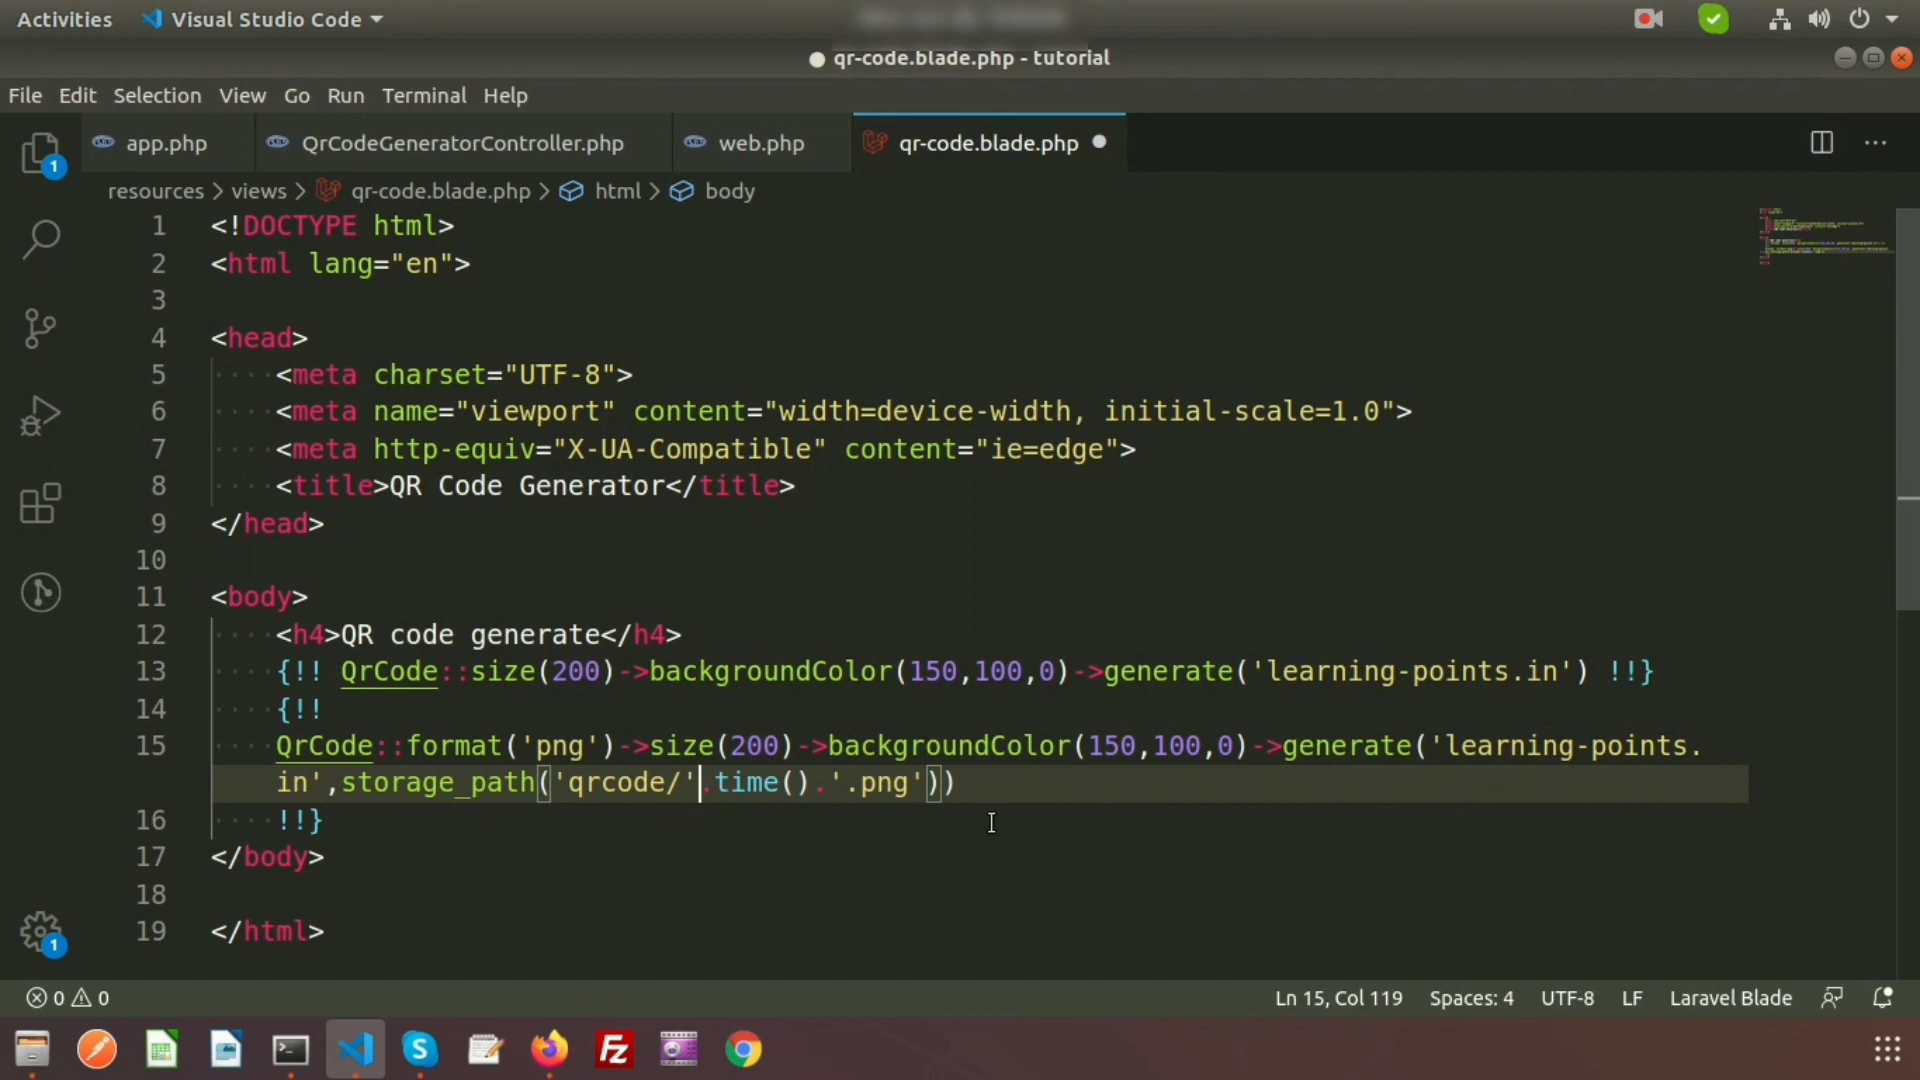 Activities Visual Studio Code
qr-code.blade.php - tutorial
File Edit Selection View Go Run Terminal Help
1 app.php QrCodeGeneratorController.php web.php qr-code.blade.php
resources > views > qr-code.blade.php > html > body
1 <!DOCTYPE html>
2 <html lang="en">
3
4 <head>
5 <meta charset="UTF-8">
6 <meta name="viewport" content="width=device-width, initial-scale=1.0">
7 <meta http-equiv="X-UA-Compatible" content="ie=edge">
8 <title>QR Code Generator</title>
9 </head>
10
11 <body>
12 <h4>QR code generate</h4>
13 {!! QrCode::size(200)->backgroundColor(150,100,0)->generate('learning-points.in') !!}
14 {!!
15 QrCode::format('png')->size(200)->backgroundColor(150,100,0)->generate('learning-points.
in',storage_path('qrcode/'.time().'.png'))
16 !!}
17 </body>
18
19 </html>
1
0 0 Ln 15, Col 119 Spaces: 4 UTF-8 LF Laravel Blade
S Fz